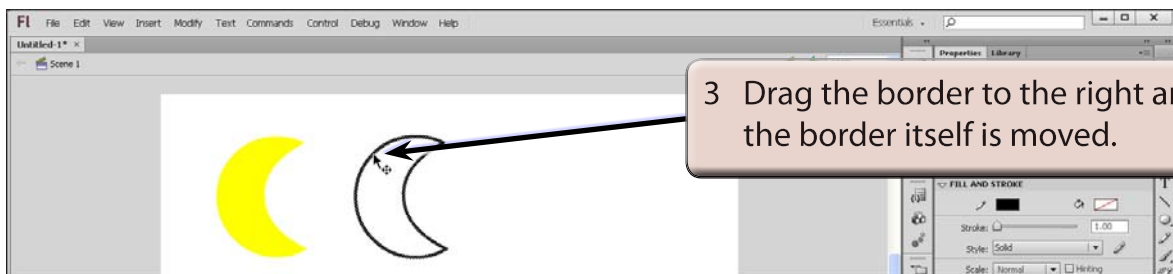 Fl File Edit View Insert Modify Text Commands Control Debug Window Help Essentials
Untitled-1* ×
Properties Library
Scene 1
3 Drag the border to the right
the border itself is moved.
FILL AND STROKE
Stroke: 1.00
Style: Solid
Scale: Normal Hinting